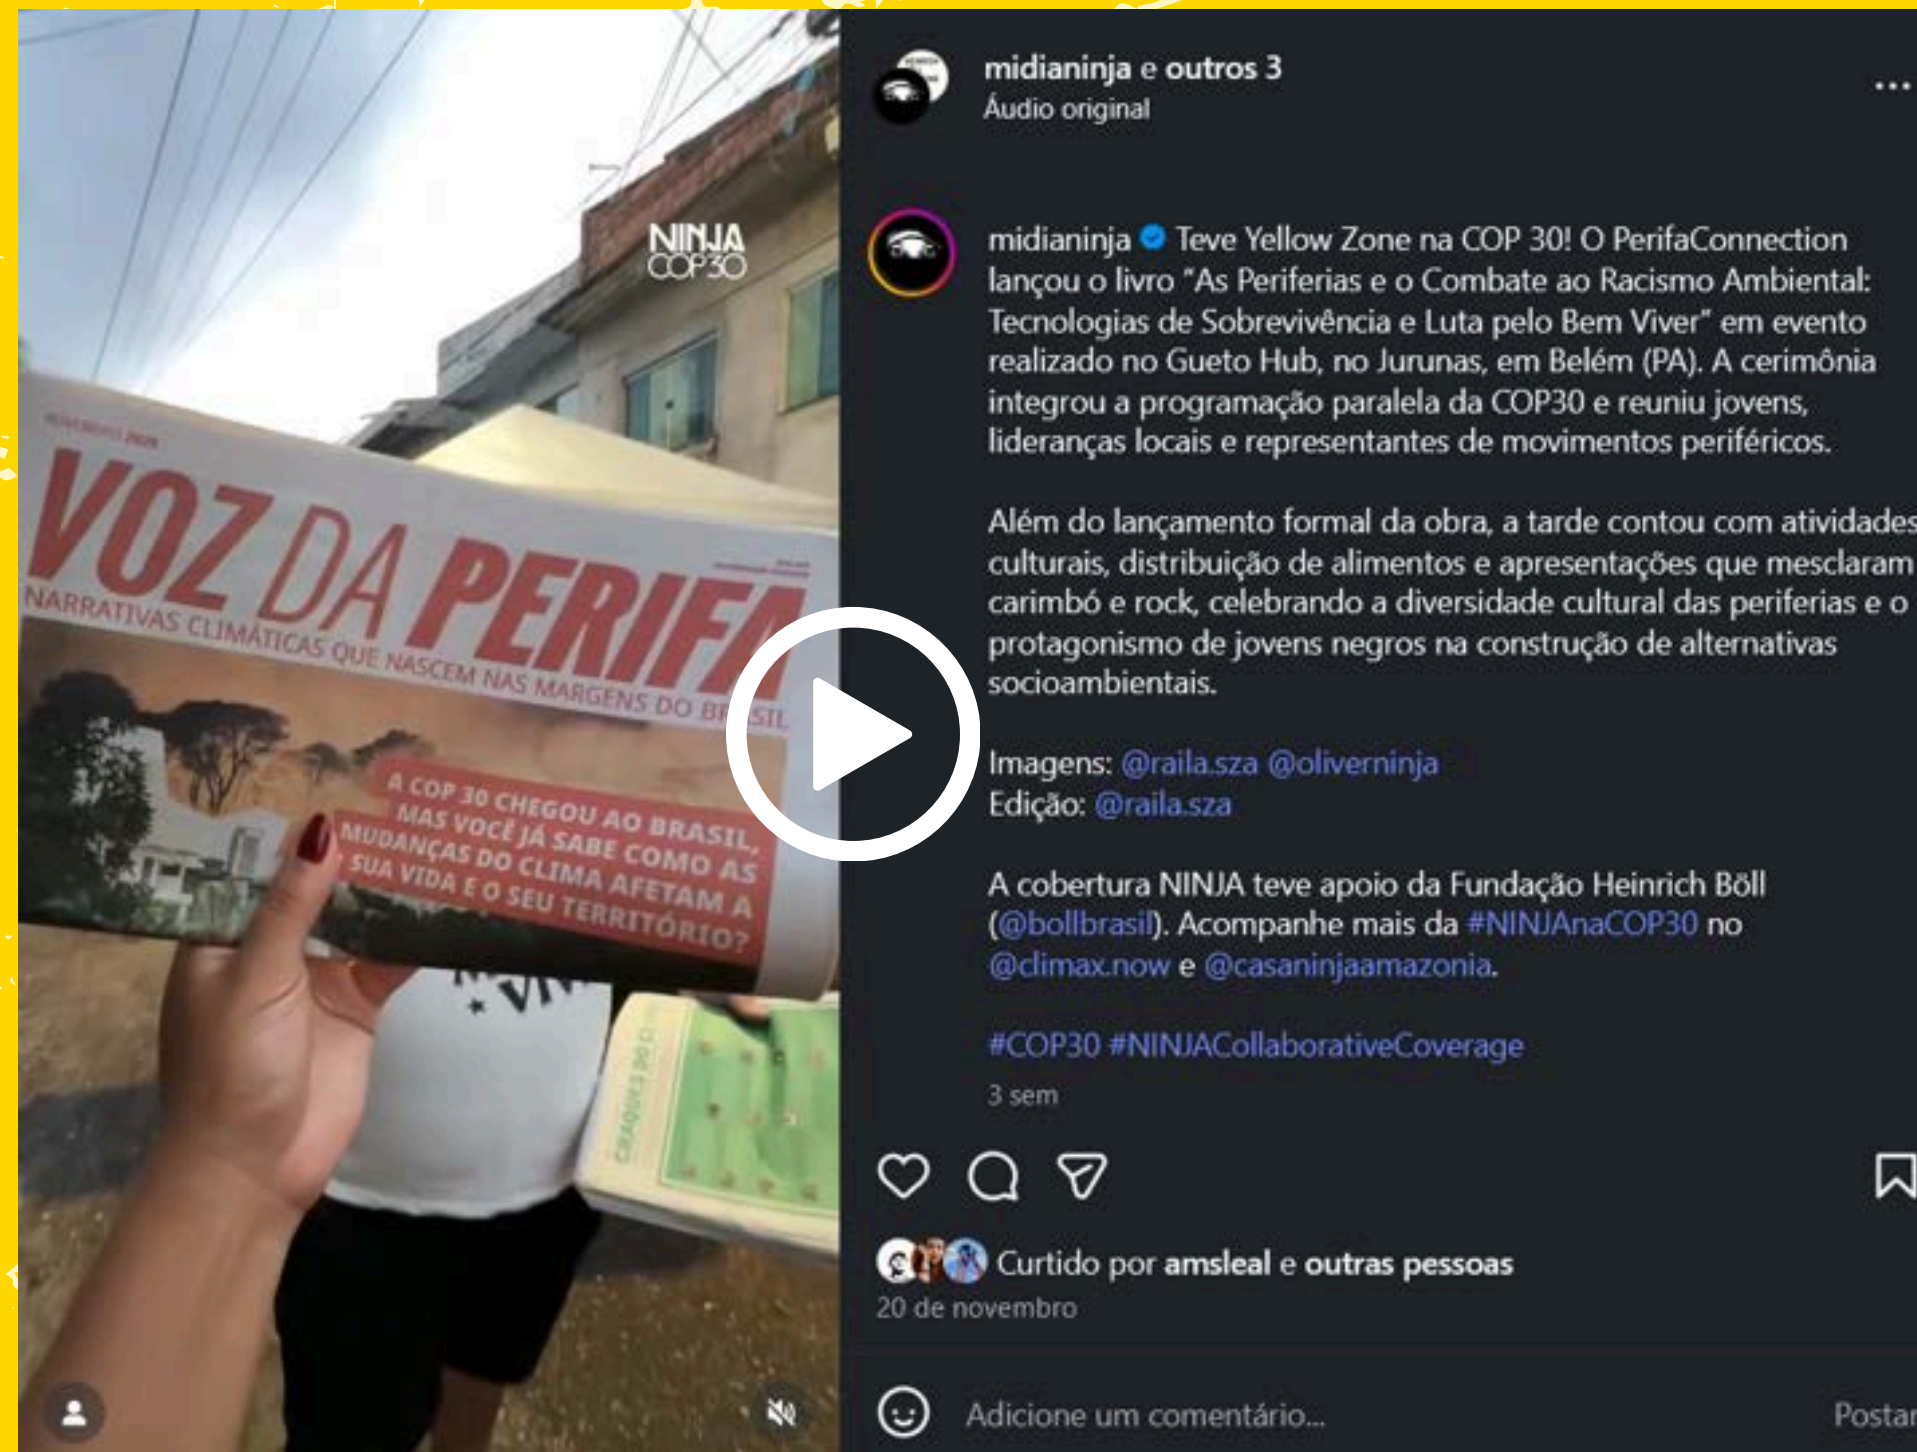 NINJA
COP30
VOZ DA PERIFA
NARRATIVAS CLIMÁTICAS QUE NASCEM NAS MARGENS DO BRASIL
A COP 30 CHEGOU AO BRASIL,
MAS VOCÊ JÁ SABE COMO AS
MUDANÇAS DO CLIMA AFETAM A
SUA VIDA E O SEU TERRITÓRIO?
CRAQUES DO
midianinja e outros 3
Áudio original
midianinja Teve Yellow Zone na COP 30! O PerifaConnection
lançou o livro “As Periferias e o Combate ao Racismo Ambiental:
Tecnologias de Sobrevivência e Luta pelo Bem Viver” em evento
realizado no Gueto Hub, no Jurunas, em Belém (PA). A cerimônia
integrou a programação paralela da COP30 e reuniu jovens,
lideranças locais e representantes de movimentos periféricos.
Além do lançamento formal da obra, a tarde contou com atividades
culturais, distribuição de alimentos e apresentações que mesclaram
carimbó e rock, celebrando a diversidade cultural das periferias e o
protagonismo de jovens negros na construção de alternativas
socioambientais.
Imagens: @raila.sza @oliverninja
Edição: @raila.sza
A cobertura NINJA teve apoio da Fundação Heinrich Böll
(@bollbrasil). Acompanhe mais da #NINJAnaCOP30 no
@climax.now e @casaninjaamazonia.
#COP30 #NINJACollaborativeCoverage
3 sem
Curtido por amsleal e outras pessoas
20 de novembro
Adicione um comentário...
Postar